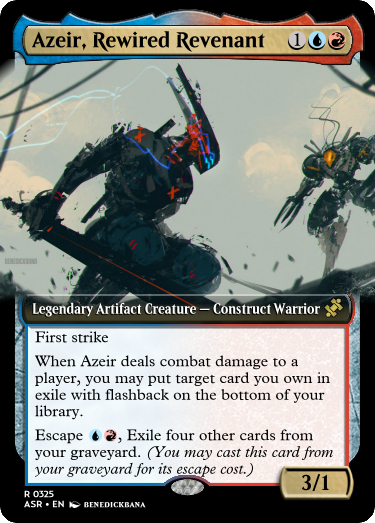 Azeir, Rewired Revenant 1
BENEDICKBANA
Legendary Artifact Creature — Construct Warrior
First strike
When Azeir deals combat damage to a
player, you may put target card you own in
exile with flashback on the bottom of your
library.
Escape , Exile four other cards from
your graveyard. (You may cast this card from
your graveyard for its escape cost.)
3/1
R 0325
ASR • EN BENEDICKBANA